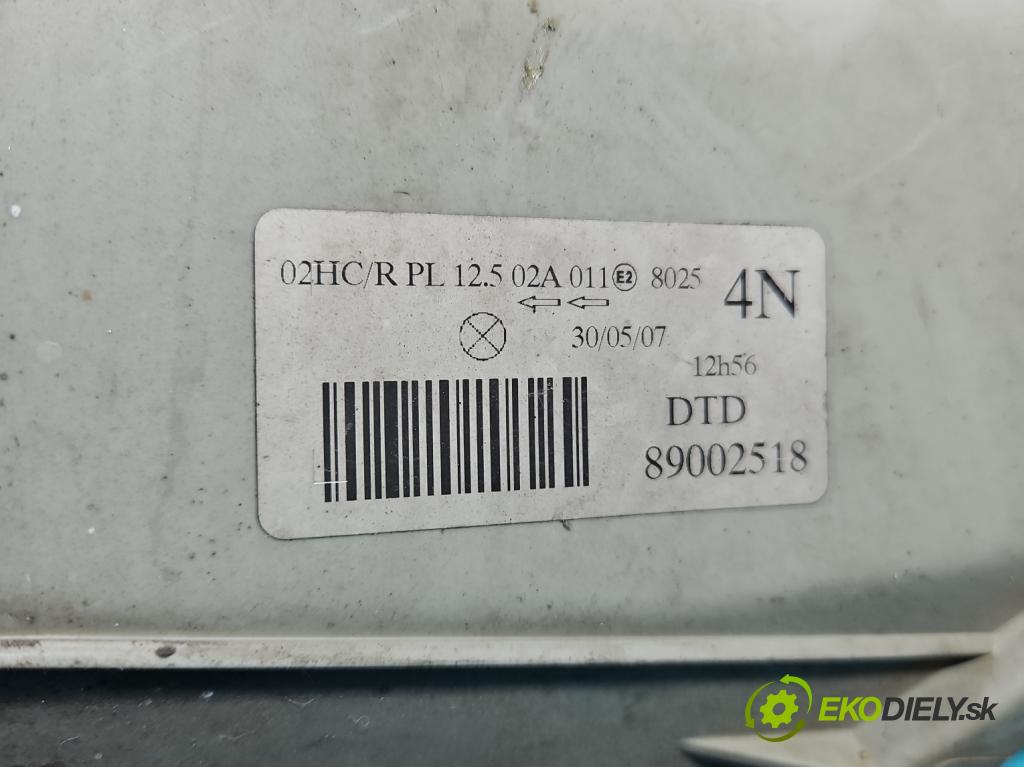 02HC/R PL 12.5 02A 011 E2 8025 4N
30/05/07
12h56
DTD
89002518
EKODIELY.sk